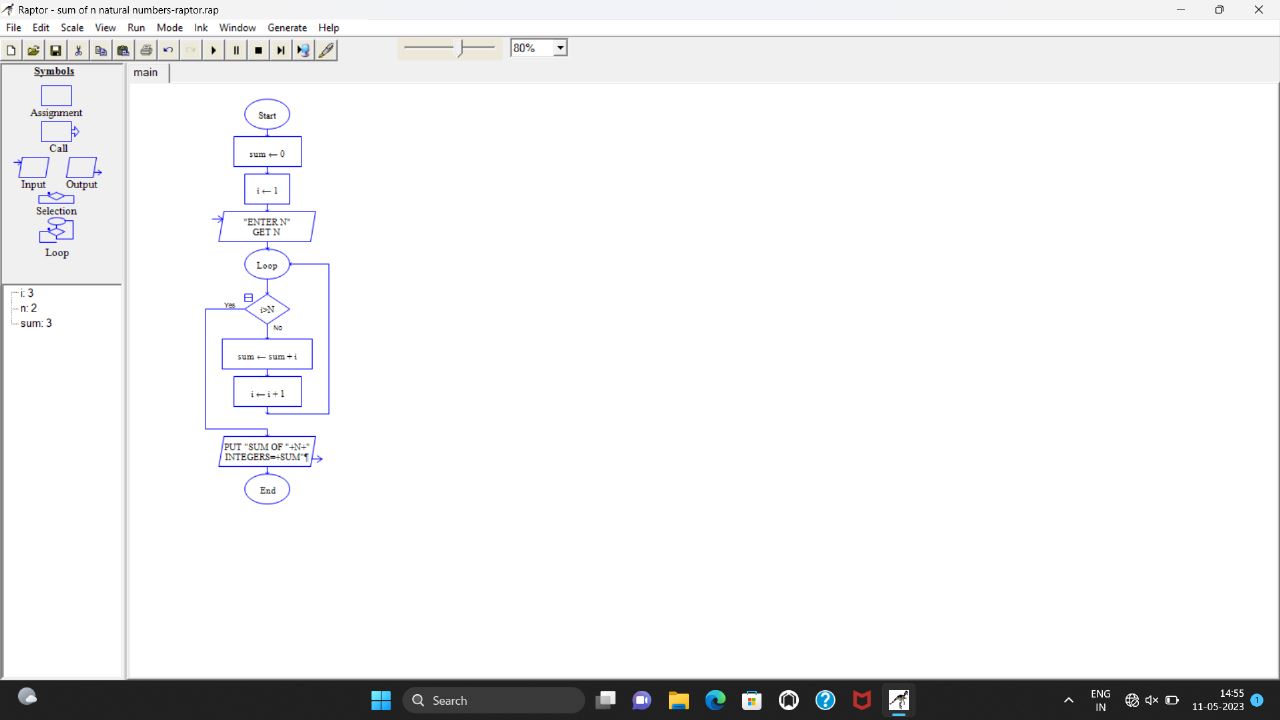 Raptor - sum of n natural numbers-raptor.rap
File Edit Scale View Run Mode Ink Window Generate Help
80%
Symbols
main
Assignment
Call
Input Output
Selection
Loop
i: 3
n: 2
sum: 3
Start
sum ← 0
i ← 1
"ENTER N"
GET N
Loop
Yes
i>N
No
sum ← sum + i
i ← i + 1
PUT "SUM OF "+N+"
INTEGERS=+SUM"¶
End
Search
ENG
IN
14:55
11-05-2023
1